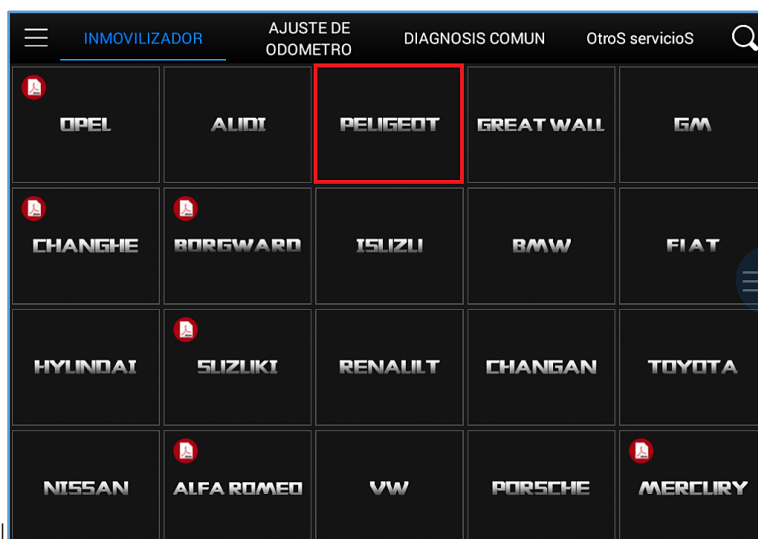 INMOVILIZADOR
AJUSTE DE
ODOMETRO
DIAGNOSIS COMUN
OtroS servicioS
OPEL
AUDI
PEUGEOT
GREAT WALL
GM
CHANGHE
BORGWARD
ISUZU
BMW
FIAT
HYUNDAI
SUZUKI
RENAULT
CHANGAN
TOYOTA
NISSAN
ALFA ROMEO
VW
PORSCHE
MERCURY